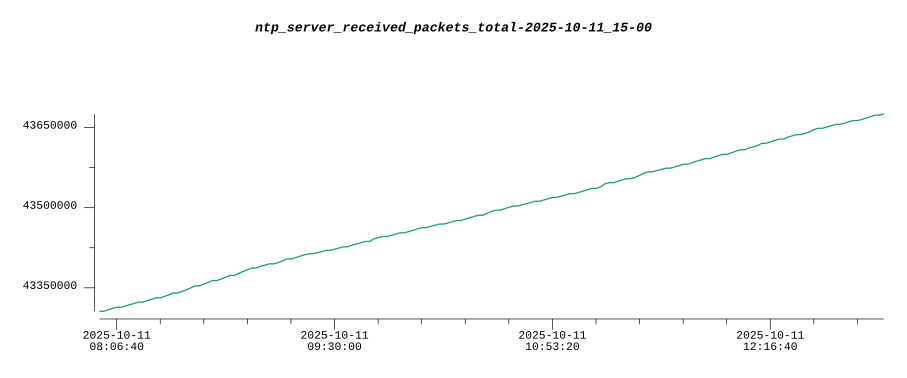 ntp_server_received_packets_total-2025-10-11_15-00
43650000
43500000
43350000
2025-10-11 2025-10-11 2025-10-11 2025-10-11
08:06:40 09:30:00 10:53:20 12:16:40